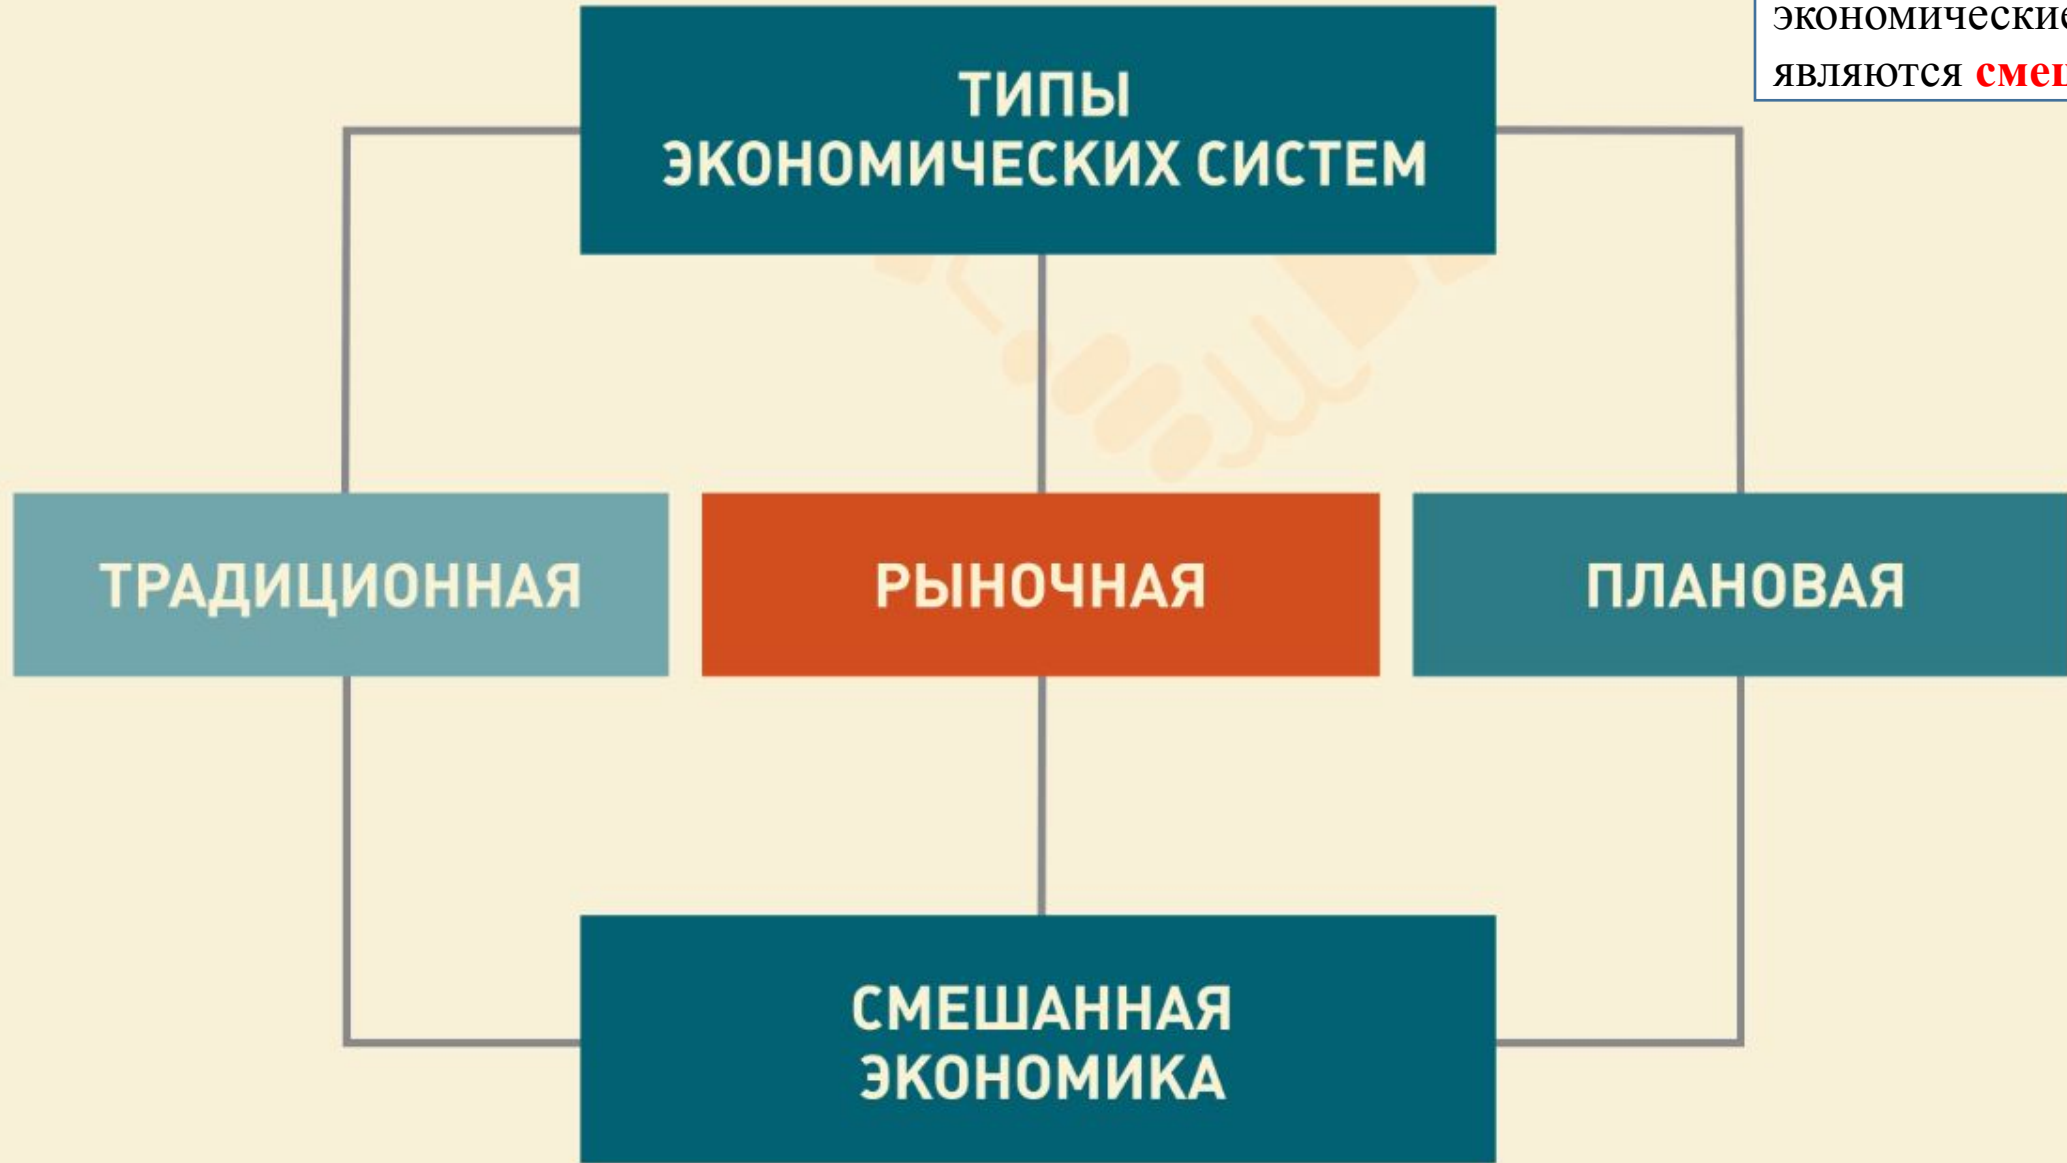 ТИПЫ
ЭКОНОМИЧЕСКИХ СИСТЕМ
являются
ТРАДИЦИОННАЯ
РЫНОЧНАЯ
ПЛАНОВАЯ
СМЕШАННАЯ
ЭКОНОМИКА